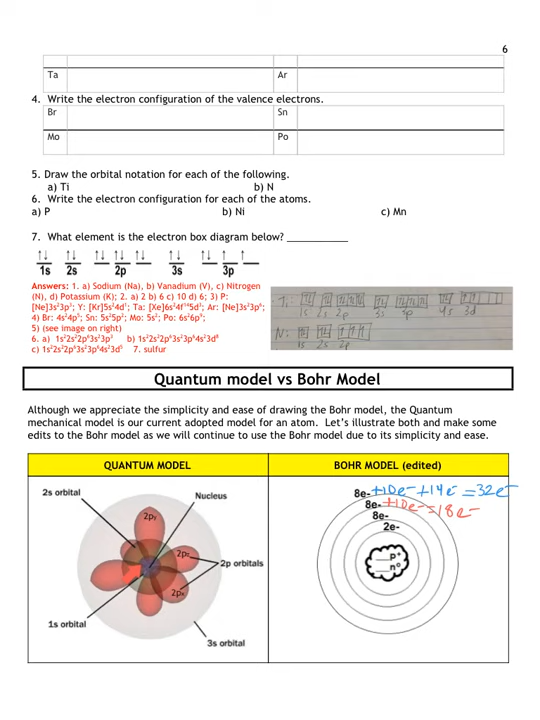 6
Ta Ar
4. Write the electron configuration of the valence electrons.
Br Sn
Mo Po
5. Draw the orbital notation for each of the following.
a) Ti b) N
6. Write the electron configuration for each of the atoms.
a) P b) Ni c) Mn
7. What element is the electron box diagram below? ____________
↑↓ ↑↓ ↑↓ ↑↓ ↑↓ ↑↓ ↑↓ ↑ ↑
1s 2s 2p 3s 3p
Answers: 1. a) Sodium (Na), b) Vanadium (V), c) Nitrogen
(N), d) Potassium (K); 2. a) 2 b) 6 c) 10 d) 6; 3) P:
[Ne]3s²3p³; Y: [Kr]5s²4d¹; Ta: [Xe]6s²4f¹⁴5d³; Ar: [Ne]3s²3p⁶;
4) Br: 4s²4p⁵; Sn: 5s²5p²; Mo: 5s²; Po: 6s²6p⁴;
5) (see image on right)
6. a) 1s²2s²2p⁶3s²3p³ b) 1s²2s²2p⁶3s²3p⁶4s²3d⁸
c) 1s²2s²2p⁶3s²3p⁶4s²3d⁵ 7. sulfur
Ti:
1s 2s 2p 3s 3p 4s 3d
N:
1s 2s 2p
Quantum model vs Bohr Model
Although we appreciate the simplicity and ease of drawing the Bohr model, the Quantum
mechanical model is our current adopted model for an atom. Let's illustrate both and make some
edits to the Bohr model as we will continue to use the Bohr model due to its simplicity and ease.
QUANTUM MODEL BOHR MODEL (edited)
2s orbital
Nucleus
2py
2pz
2p orbitals
2px
1s orbital
3s orbital
8e- +10e- +14e- =32e-
8e- +10e- =18e-
8e-
2e-
__p⁺
__n⁰